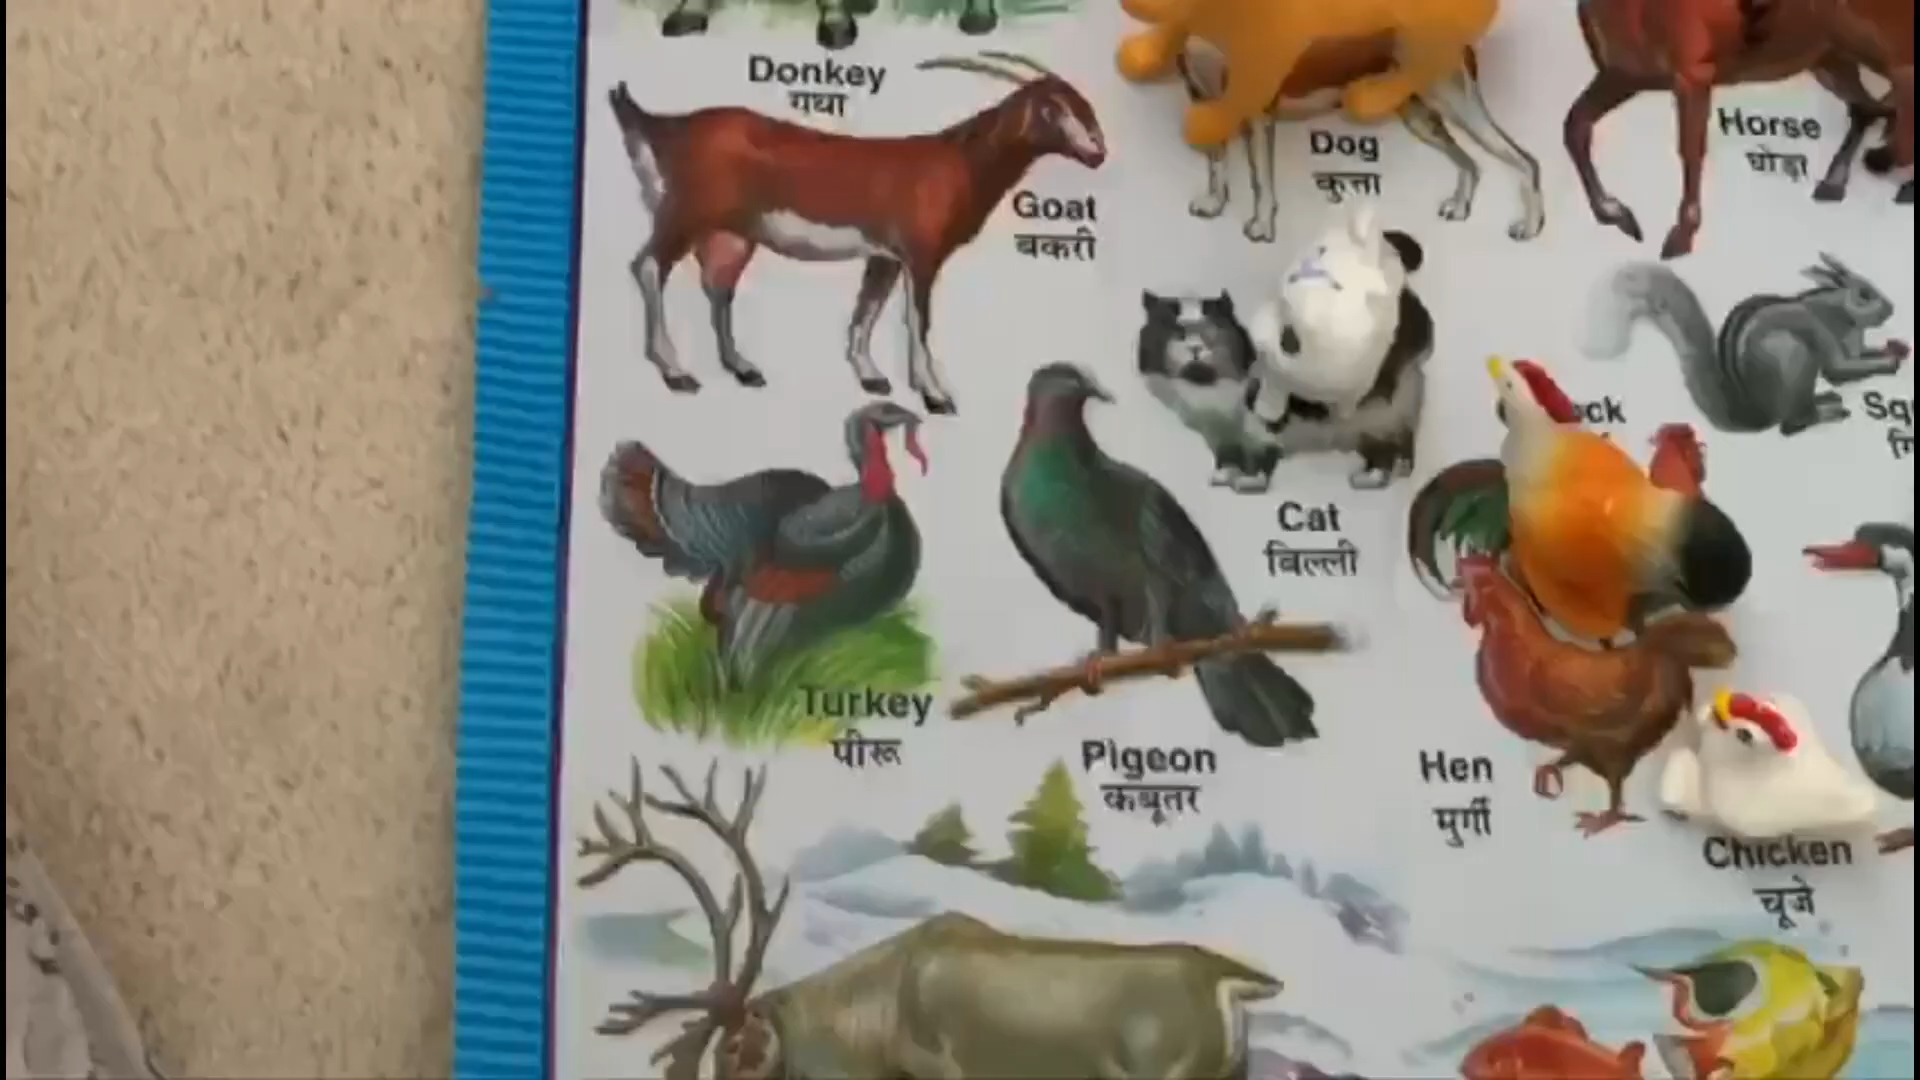 Donkey
गधा
Dog
कुत्ता
Horse
घोड़ा
Goat
बकरी
Cat
बिल्ली
Turkey
पीरू
Pigeon
कबूतर
Hen
मुर्गी
Chicken
चूजे